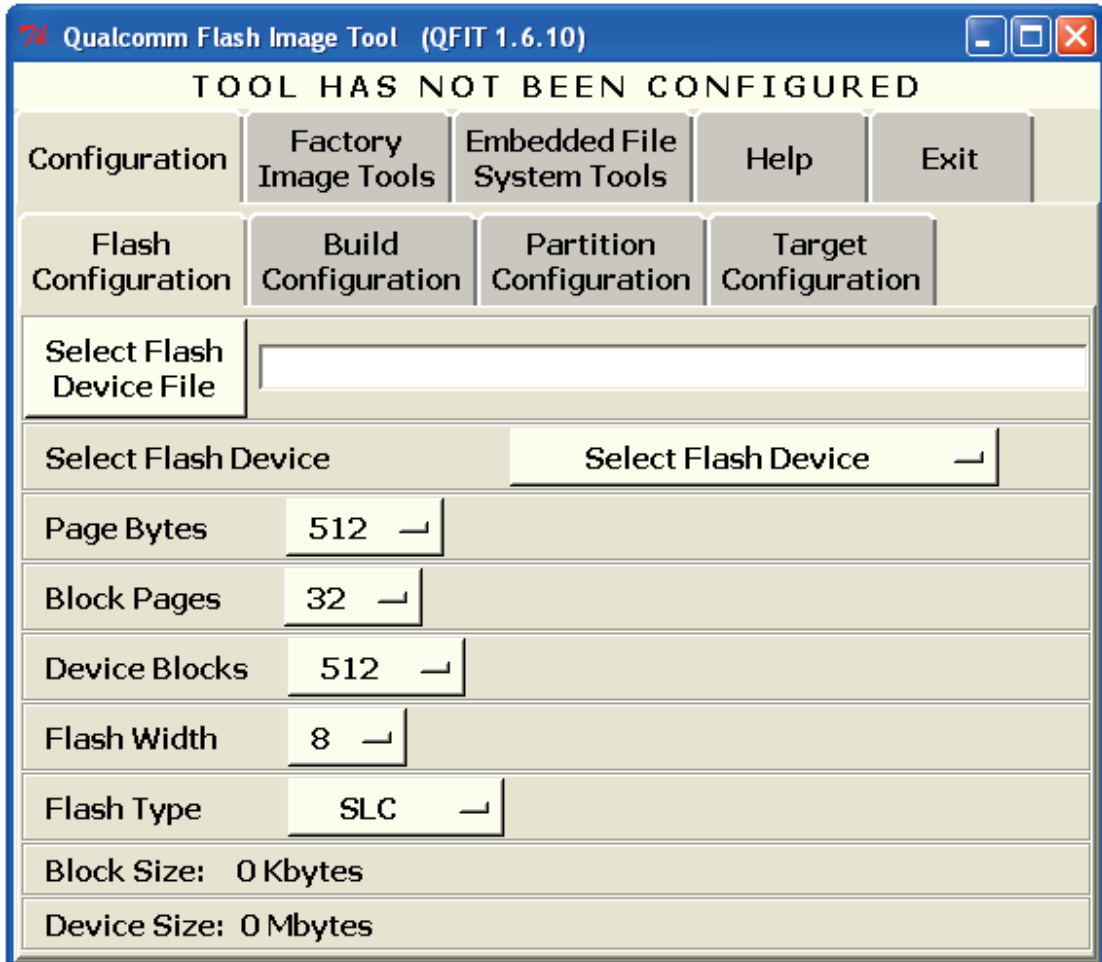 Qualcomm Flash Image Tool (QFIT 1.6.10)
TOOL HAS NOT BEEN CONFIGURED
Configuration
Factory
Image Tools
Embedded File
System Tools
Help
Exit
Flash
Configuration
Build
Configuration
Partition
Configuration
Target
Configuration
Select Flash
Device File
Select Flash Device Select Flash Device
Page Bytes 512
Block Pages 32
Device Blocks 512
Flash Width 8
Flash Type SLC
Block Size: 0 Kbytes
Device Size: 0 Mbytes